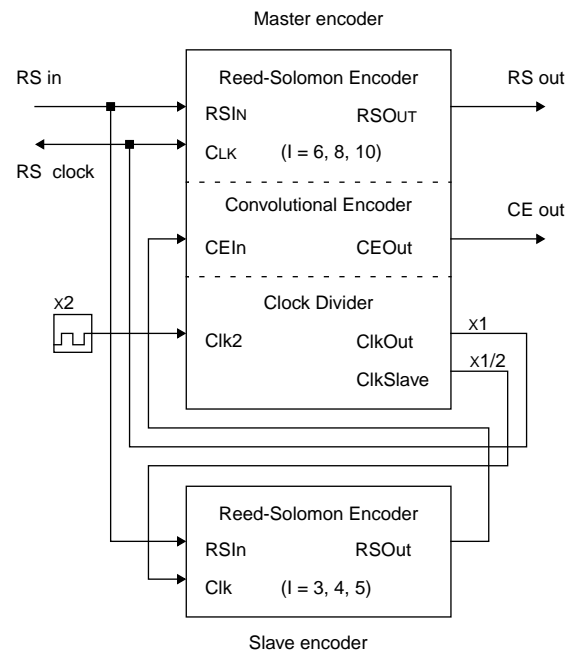 Master encoder
RS in
Reed-Solomon Encoder
RS out
RSIN
RSOUT
CLK
(I = 6, 8, 10)
RS clock
Convolutional Encoder
CE out
CEIn
CEOut
Clock Divider
x2
x1
Clk2
ClkOut
x1/2
ClkSlave
Reed-Solomon Encoder
RSIn
RSOut
Clk
(I = 3, 4, 5)
Slave encoder